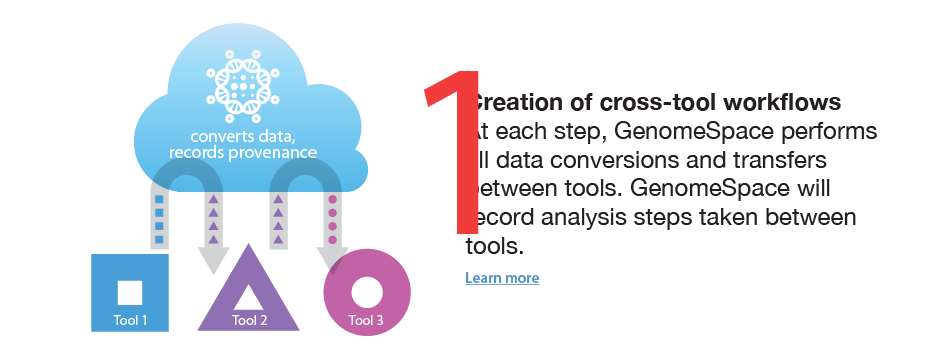 converts data,
records provenance
Tool 1
Tool 2
Tool 3
1
Creation of cross-tool workflows
At each step, GenomeSpace performs
all data conversions and transfers
between tools. GenomeSpace will
record analysis steps taken between
tools.
Learn more